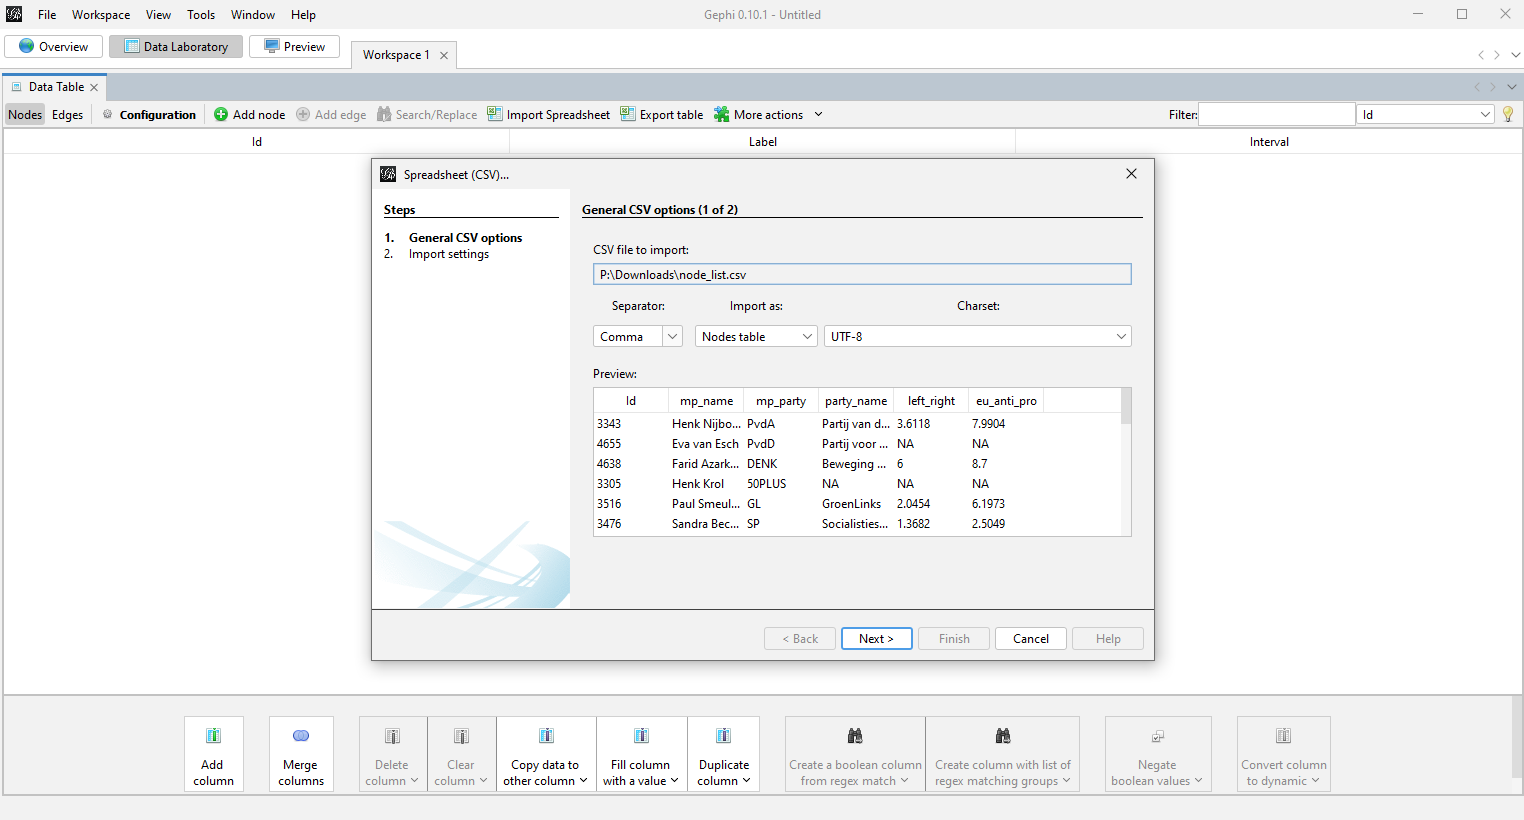 File Workspace View Tools Window Help
Gephi 0.10.1 - Untitled
Overview Data Laboratory Preview
Workspace 1
Data Table
Nodes Edges Configuration Add node Add edge Search/Replace Import Spreadsheet Export table More actions Filter: Id
Id Label Interval
Spreadsheet (CSV)...
Steps
1. General CSV options
2. Import settings
General CSV options (1 of 2)
CSV file to import:
P:\Downloads\node_list.csv
Separator: Import as: Charset:
Comma Nodes table UTF-8
Preview:
Id mp_name mp_party party_name left_right eu_anti_pro
3343 Henk Nijbo... PvdA Partij van d... 3.6118 7.9904
4655 Eva van Esch PvdD Partij voor ... NA NA
4638 Farid Azark... DENK Beweging ... 6 8.7
3305 Henk Krol 50PLUS NA NA NA
3516 Paul Smeul... GL GroenLinks 2.0454 6.1973
3476 Sandra Bec... SP Socialisties... 1.3682 2.5049
< Back Next > Finish Cancel Help
Add column
Merge columns
Delete column
Clear column
Copy data to other column
Fill column with a value
Duplicate column
Create a boolean column from regex match
Create column with list of regex matching groups
Negate boolean values
Convert column to dynamic